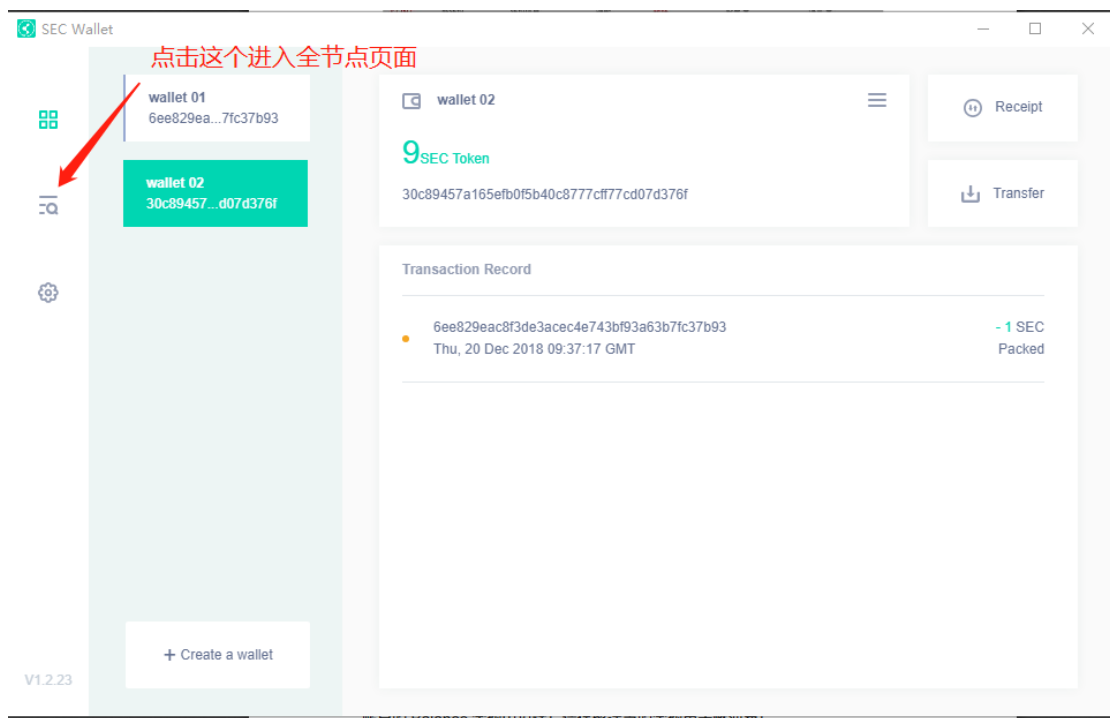 SEC Wallet
点击这个进入全节点页面
wallet 01
6ee829ea...7fc37b93
wallet 02
30c89457...d07d376f
+ Create a wallet
V1.2.23
wallet 02
9 SEC Token
30c89457a165efb0f5b40c8777cff77cd07d376f
Receipt
Transfer
Transaction Record
6ee829eac8f3de3acec4e743bf93a63b7fc37b93
- 1 SEC
Thu, 20 Dec 2018 09:37:17 GMT
Packed